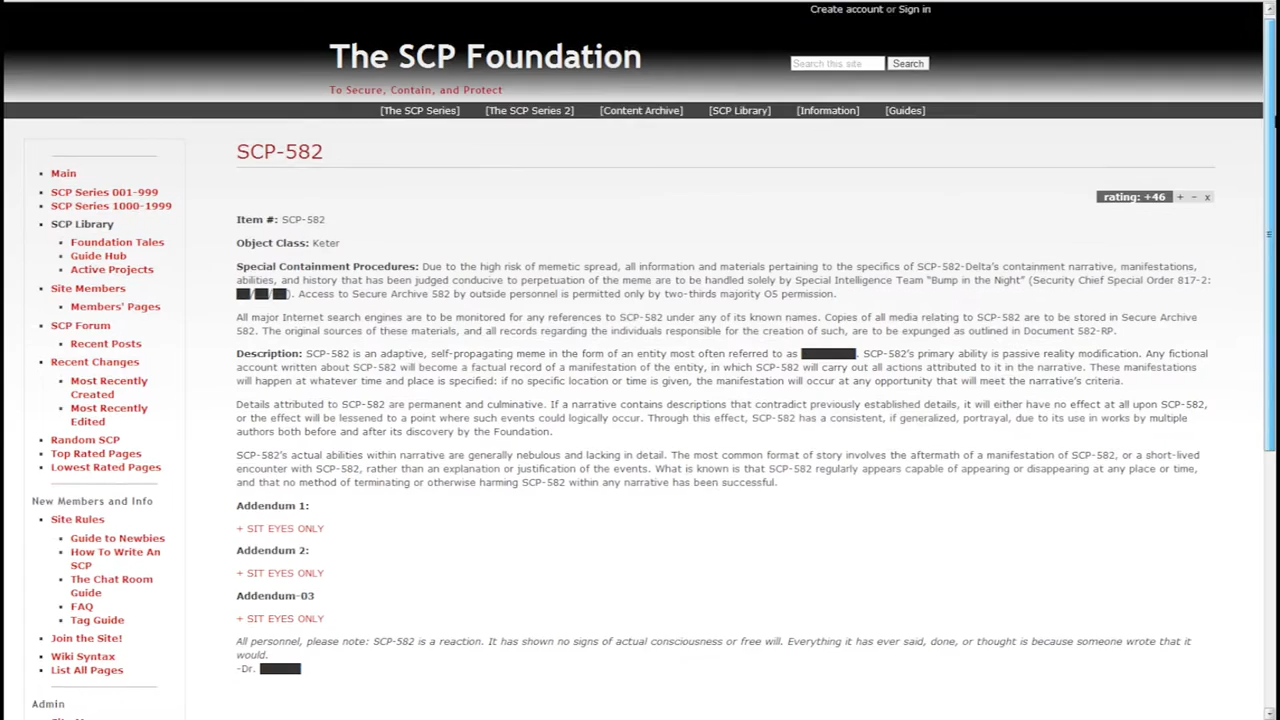 Create account or Sign in
The SCP Foundation
Search this site
Search
To Secure, Contain, and Protect
[The SCP Series]
[The SCP Series 2]
[Content Archive]
[SCP Library]
[Information]
[Guides]
Main
SCP Series 001-999
SCP Series 1000-1999
SCP Library
Foundation Tales
Guide Hub
Active Projects
Site Members
Members' Pages
SCP Forum
Recent Posts
Recent Changes
Most Recently
Created
Most Recently
Edited
Random SCP
Top Rated Pages
Lowest Rated Pages
New Members and Info
Site Rules
Guide to Newbies
How To Write An
SCP
The Chat Room
Guide
FAQ
Tag Guide
Join the Site!
Wiki Syntax
List All Pages
Admin
SCP-582
rating: +46 + – x
Item #: SCP-582
Object Class: Keter
Special Containment Procedures: Due to the high risk of memetic spread, all information and materials pertaining to the specifics of SCP-582-Delta's containment narrative, manifestations,
abilities, and history that has been judged conducive to perpetuation of the meme are to be handled solely by Special Intelligence Team "Bump in the Night" (Security Chief Special Order 817-2:
██/██/██). Access to Secure Archive 582 by outside personnel is permitted only by two-thirds majority O5 permission.
All major Internet search engines are to be monitored for any references to SCP-582 under any of its known names. Copies of all media relating to SCP-582 are to be stored in Secure Archive
582. The original sources of these materials, and all records regarding the individuals responsible for the creation of such, are to be expunged as outlined in Document 582-RP.
Description: SCP-582 is an adaptive, self-propagating meme in the form of an entity most often referred to as ███████. SCP-582's primary ability is passive reality modification. Any fictional
account written about SCP-582 will become a factual record of a manifestation of the entity, in which SCP-582 will carry out all actions attributed to it in the narrative. These manifestations
will happen at whatever time and place is specified: if no specific location or time is given, the manifestation will occur at any opportunity that will meet the narrative's criteria.
Details attributed to SCP-582 are permanent and culminative. If a narrative contains descriptions that contradict previously established details, it will either have no effect at all upon SCP-582,
or the effect will be lessened to a point where such events could logically occur. Through this effect, SCP-582 has a consistent, if generalized, portrayal, due to its use in works by multiple
authors both before and after its discovery by the Foundation.
SCP-582's actual abilities within narrative are generally nebulous and lacking in detail. The most common format of story involves the aftermath of a manifestation of SCP-582, or a short-lived
encounter with SCP-582, rather than an explanation or justification of the events. What is known is that SCP-582 regularly appears capable of appearing or disappearing at any place or time,
and that no method of terminating or otherwise harming SCP-582 within any narrative has been successful.
Addendum 1:
+ SIT EYES ONLY
Addendum 2:
+ SIT EYES ONLY
Addendum-03
+ SIT EYES ONLY
All personnel, please note: SCP-582 is a reaction. It has shown no signs of actual consciousness or free will. Everything it has ever said, done, or thought is because someone wrote that it
would.
-Dr. █████